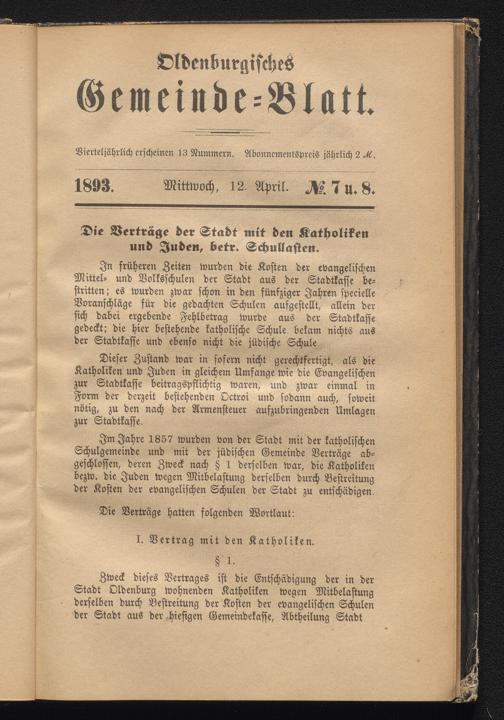 Oldenburgisches
Gemeinde-Blatt.
Vierteljährlich erscheinen 13 Nummern. Abonnementspreis jährlich 2 ℳ.
1893. Mittwoch, 12. April. №. 7 u. 8.
Die Verträge der Stadt mit den Katholiken
und Juden, betr. Schullasten.
In früheren Zeiten wurden die Kosten der evangelischen
Mittel- und Volksschulen der Stadt aus der Stadtkasse be-
stritten; es wurden zwar schon in den fünfziger Jahren specielle
Voranschläge für die gedachten Schulen aufgestellt, allein der
sich dabei ergebende Fehlbetrag wurde aus der Stadtkasse
gedeckt; die hier bestehende katholische Schule bekam nichts aus
der Stadtkasse und ebenso nicht die jüdische Schule.
Dieser Zustand war in sofern nicht gerechtfertigt, als die
Katholiken und Juden in gleichem Umfange wie die Evangelischen
zur Stadtkasse beitragspflichtig waren, und zwar einmal in
Form der derzeit bestehenden Octroi und sodann auch, soweit
nötig, zu den nach der Armensteuer aufzubringenden Umlagen
zur Stadtkasse.
Im Jahre 1857 wurden von der Stadt mit der katholischen
Schulgemeinde und mit der jüdischen Gemeinde Verträge ab-
geschlossen, deren Zweck nach § 1 derselben war, die Katholiken
bezw. die Juden wegen Mitbelastung derselben durch Bestreitung
der Kosten der evangelischen Schulen der Stadt zu entschädigen.
Die Verträge hatten folgenden Wortlaut:
I. Vertrag mit den Katholiken.
§ 1.
Zweck dieses Vertrages ist die Entschädigung der in der
Stadt Oldenburg wohnenden Katholiken wegen Mitbelastung
derselben durch Bestreitung der Kosten der evangelischen Schulen
der Stadt aus der hiesigen Gemeindekasse, Abtheilung Stadt